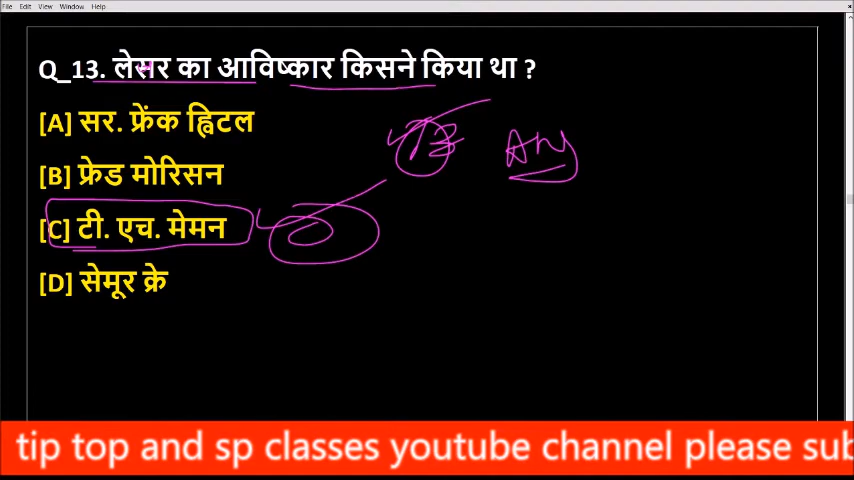 File Edit View Window Help
Q_13. लेसर का आविष्कार किसने किया था ?
[A] सर. फ्रेंक ह्विटल
[B] फ्रेड मोरिसन
[C] टी. एच. मेमन
[D] सेमूर क्रे
Ans
tip top and sp classes youtube channel please sub